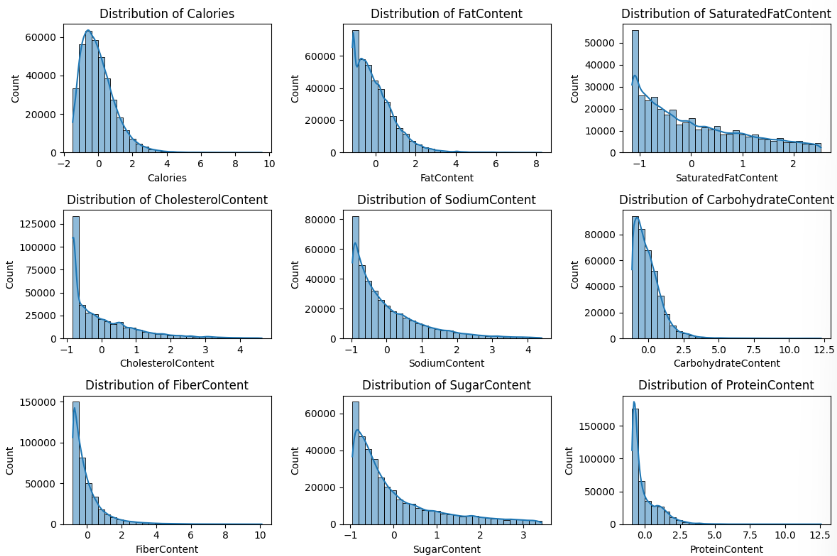 Distribution of Calories
Count
60000
40000
20000
0
−2 0 2 4 6 8 10
Calories
Distribution of FatContent
Count
60000
40000
20000
0
0 2 4 6 8
FatContent
Distribution of SaturatedFatContent
Count
50000
40000
30000
20000
10000
0
−1 0 1 2
SaturatedFatContent
Distribution of CholesterolContent
Count
125000
100000
75000
50000
25000
0
−1 0 1 2 3 4
CholesterolContent
Distribution of SodiumContent
Count
80000
60000
40000
20000
0
−1 0 1 2 3 4
SodiumContent
Distribution of CarbohydrateContent
Count
80000
60000
40000
20000
0
0.0 2.5 5.0 7.5 10.0 12.5
CarbohydrateContent
Distribution of FiberContent
Count
150000
100000
50000
0
0 2 4 6 8 10
FiberContent
Distribution of SugarContent
Count
60000
40000
20000
0
−1 0 1 2 3
SugarContent
Distribution of ProteinContent
Count
150000
100000
50000
0
0.0 2.5 5.0 7.5 10.0 12.5
ProteinContent